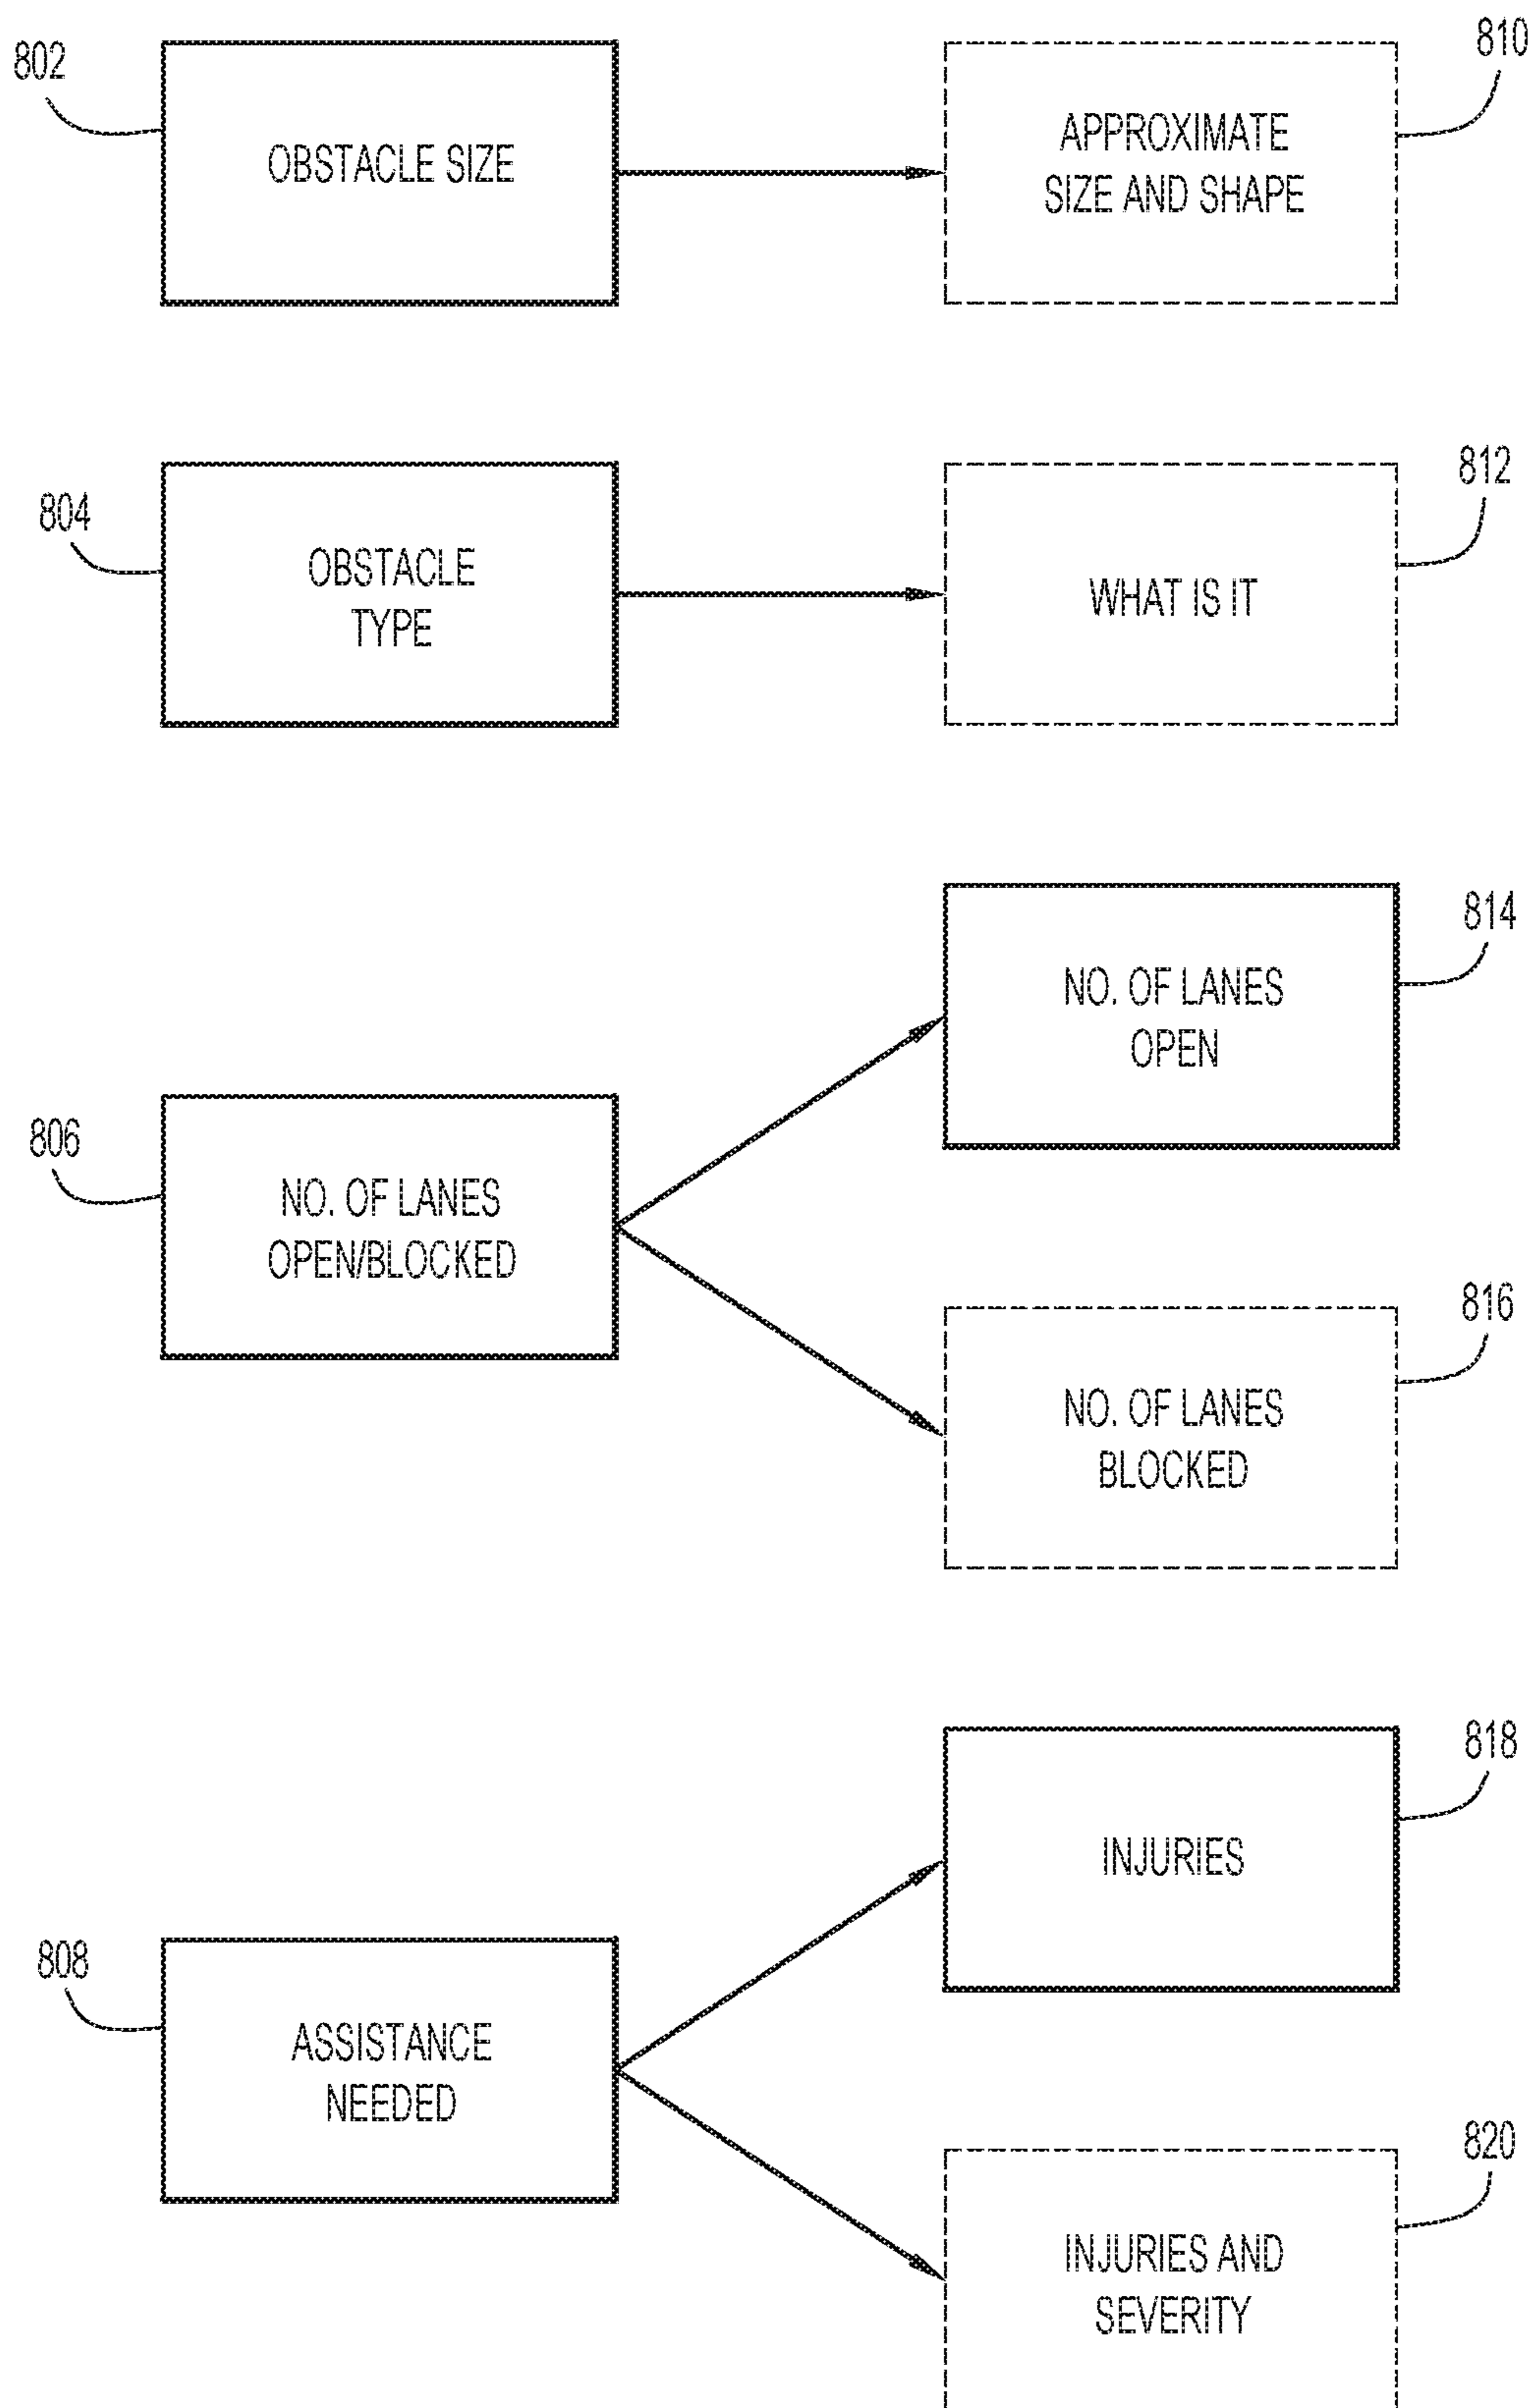 802
OBSTACLE SIZE
APPROXIMATE
SIZE AND SHAPE
810
804
OBSTACLE
TYPE
WHAT IS IT
812
806
NO. OF LANES
OPEN/BLOCKED
NO. OF LANES
OPEN
814
NO. OF LANES
BLOCKED
816
808
ASSISTANCE
NEEDED
INJURIES
818
INJURIES AND
SEVERITY
820